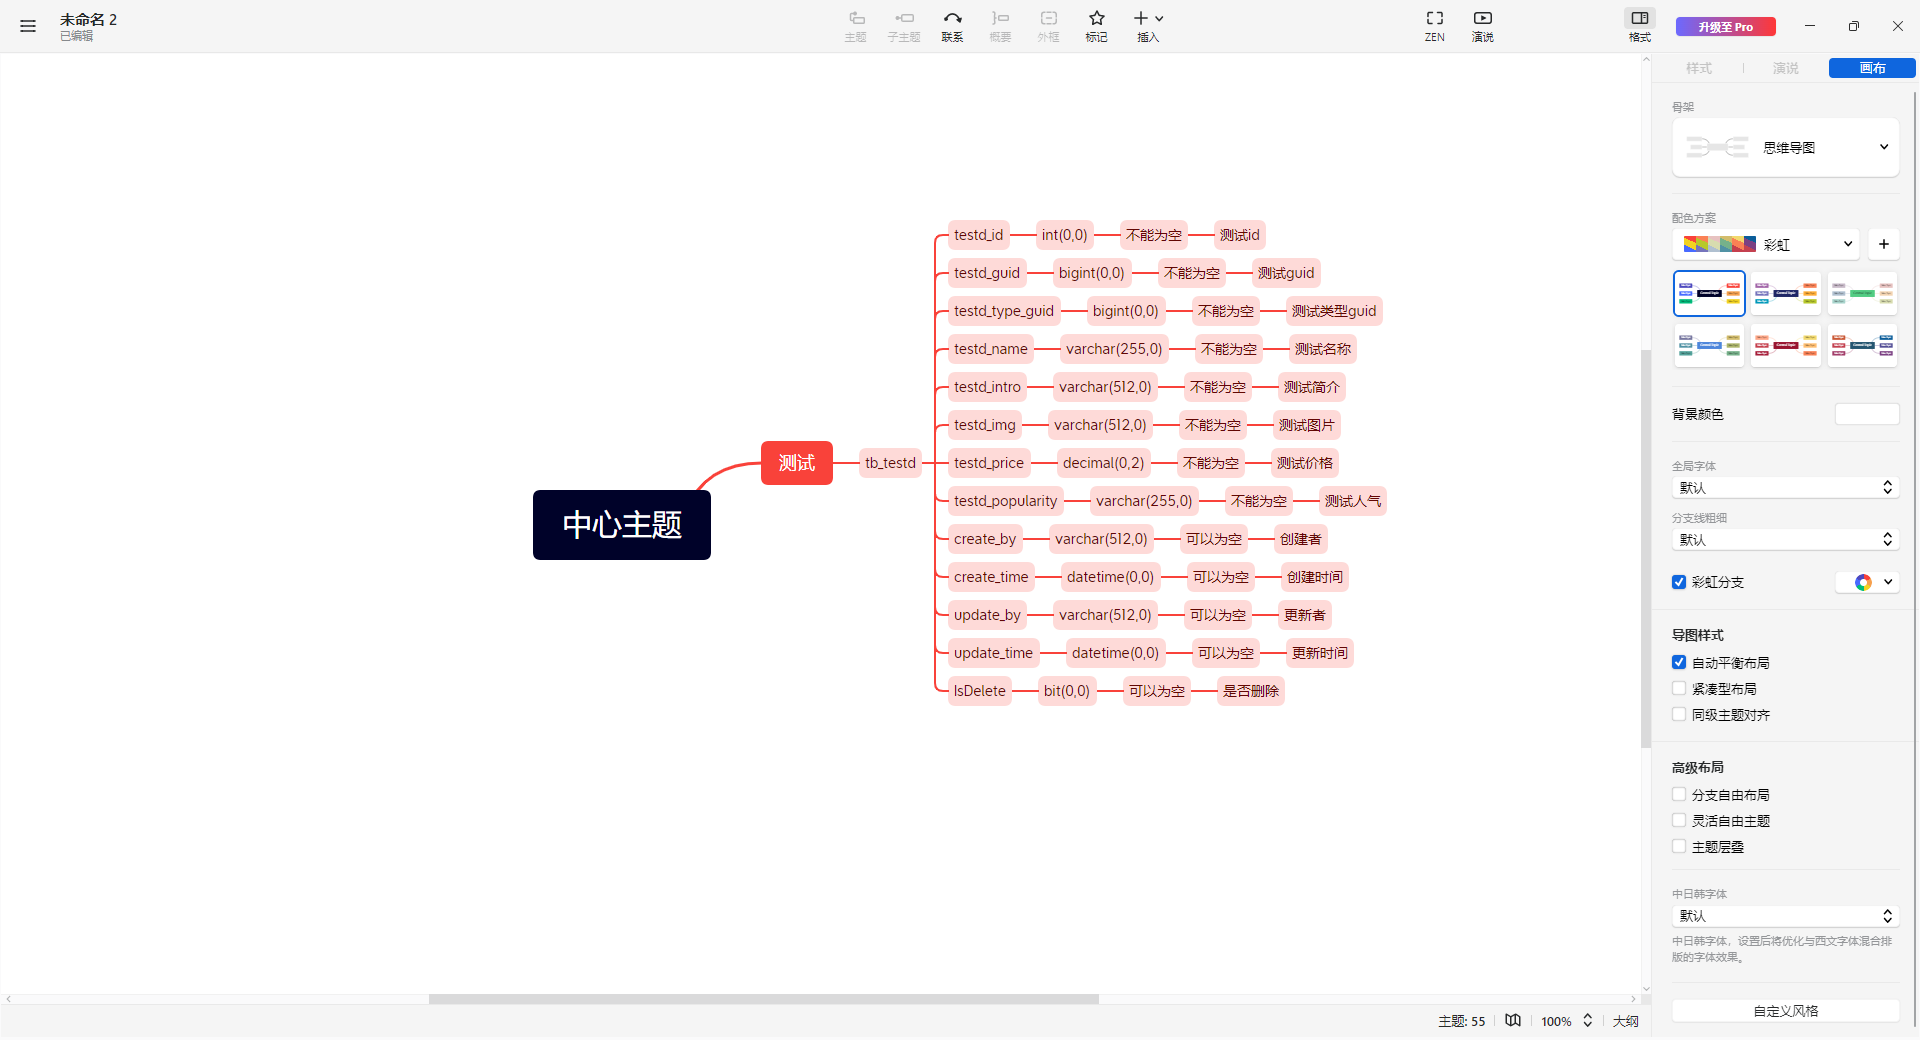 未命名 2
已编辑
主题
子主题
联系
概要
外框
标记
插入
ZEN
演说
格式
升级至 Pro
样式
演说
画布
骨架
思维导图
配色方案
彩虹
背景颜色
全局字体
默认
分支线粗细
默认
彩虹分支
导图样式
自动平衡布局
紧凑型布局
同级主题对齐
高级布局
分支自由布局
灵活自由主题
主题层叠
中日韩字体
默认
中日韩字体，设置后将优化与西文字体混合排
版的字体效果。
自定义风格
中心主题
测试
tb_testd
testd_id int(0,0) 不能为空 测试id
testd_guid bigint(0,0) 不能为空 测试guid
testd_type_guid bigint(0,0) 不能为空 测试类型guid
testd_name varchar(255,0) 不能为空 测试名称
testd_intro varchar(512,0) 不能为空 测试简介
testd_img varchar(512,0) 不能为空 测试图片
testd_price decimal(0,2) 不能为空 测试价格
testd_popularity varchar(255,0) 不能为空 测试人气
create_by varchar(512,0) 可以为空 创建者
create_time datetime(0,0) 可以为空 创建时间
update_by varchar(512,0) 可以为空 更新者
update_time datetime(0,0) 可以为空 更新时间
IsDelete bit(0,0) 可以为空 是否删除
主题: 55
100%
大纲